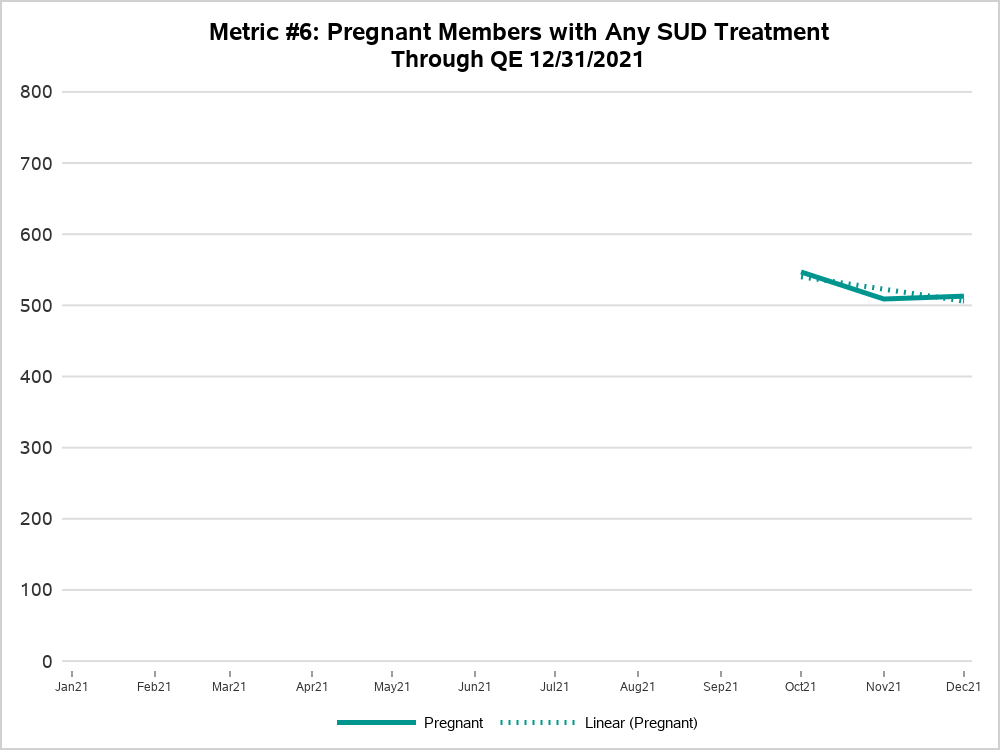 Metric #6: Pregnant Members with Any SUD Treatment
Through QE 12/31/2021
800
700
600
500
400
300
200
100
0
Jan21 Feb21 Mar21 Apr21 May21 Jun21 Jul21 Aug21 Sep21 Oct21 Nov21 Dec21
Pregnant Linear (Pregnant)